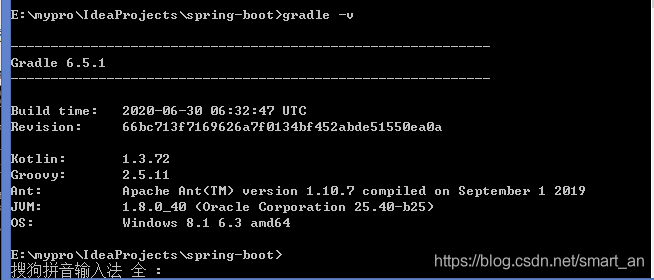 E:\mypro\IdeaProjects\spring-boot>gradle -v
------------------------------------------------------------
Gradle 6.5.1
------------------------------------------------------------
Build time:   2020-06-30 06:32:47 UTC
Revision:     66bc713f7169626a7f0134bf452abde51550ea0a
Kotlin:       1.3.72
Groovy:       2.5.11
Ant:          Apache Ant(TM) version 1.10.7 compiled on September 1 2019
JVM:          1.8.0_40 (Oracle Corporation 25.40-b25)
OS:           Windows 8.1 6.3 amd64
E:\mypro\IdeaProjects\spring-boot>
搜狗拼音输入法 全 :
https://blog.csdn.net/smart_an